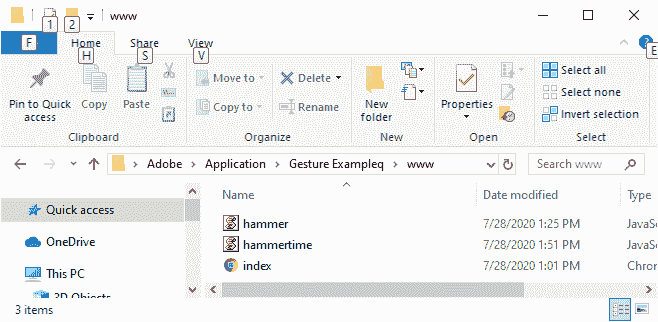 www
1 2
F Home Share View
H S V E
Pin to Quick access
Copy
Paste
Clipboard
Move to
Copy to
Delete
Rename
Organize
New folder
New
Properties
Open
Select all
Select none
Invert selection
Select
Adobe Application Gesture Exampleq www
Search www
Name Date modified Type
Quick access
OneDrive
This PC
3D Objects
hammer 7/28/2020 1:25 PM JavaS
hammertime 7/28/2020 1:51 PM JavaS
index 7/28/2020 1:01 PM Chrom
3 items